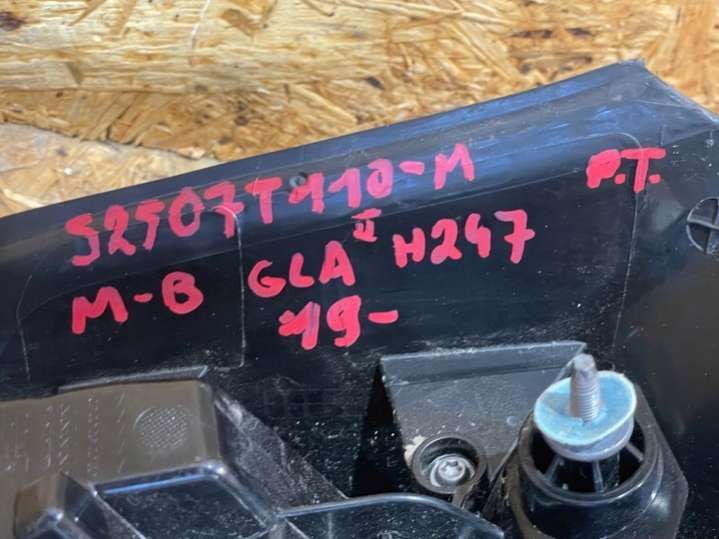 S2507T110-M P.T.
M-B GLA II H247
19-